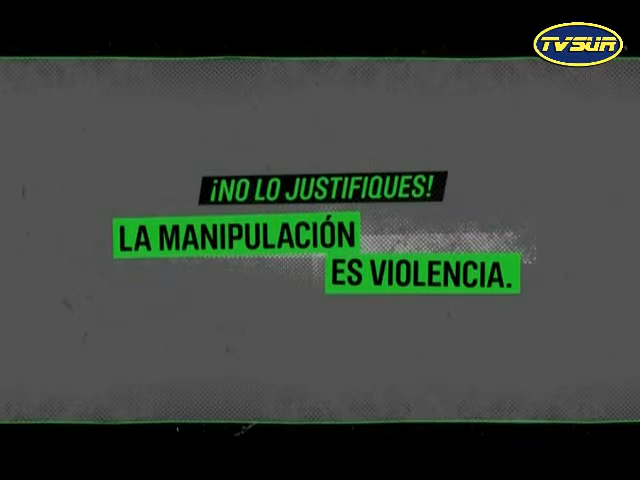 TVSUR
¡NO LO JUSTIFIQUES!
LA MANIPULACIÓN
ES VIOLENCIA.